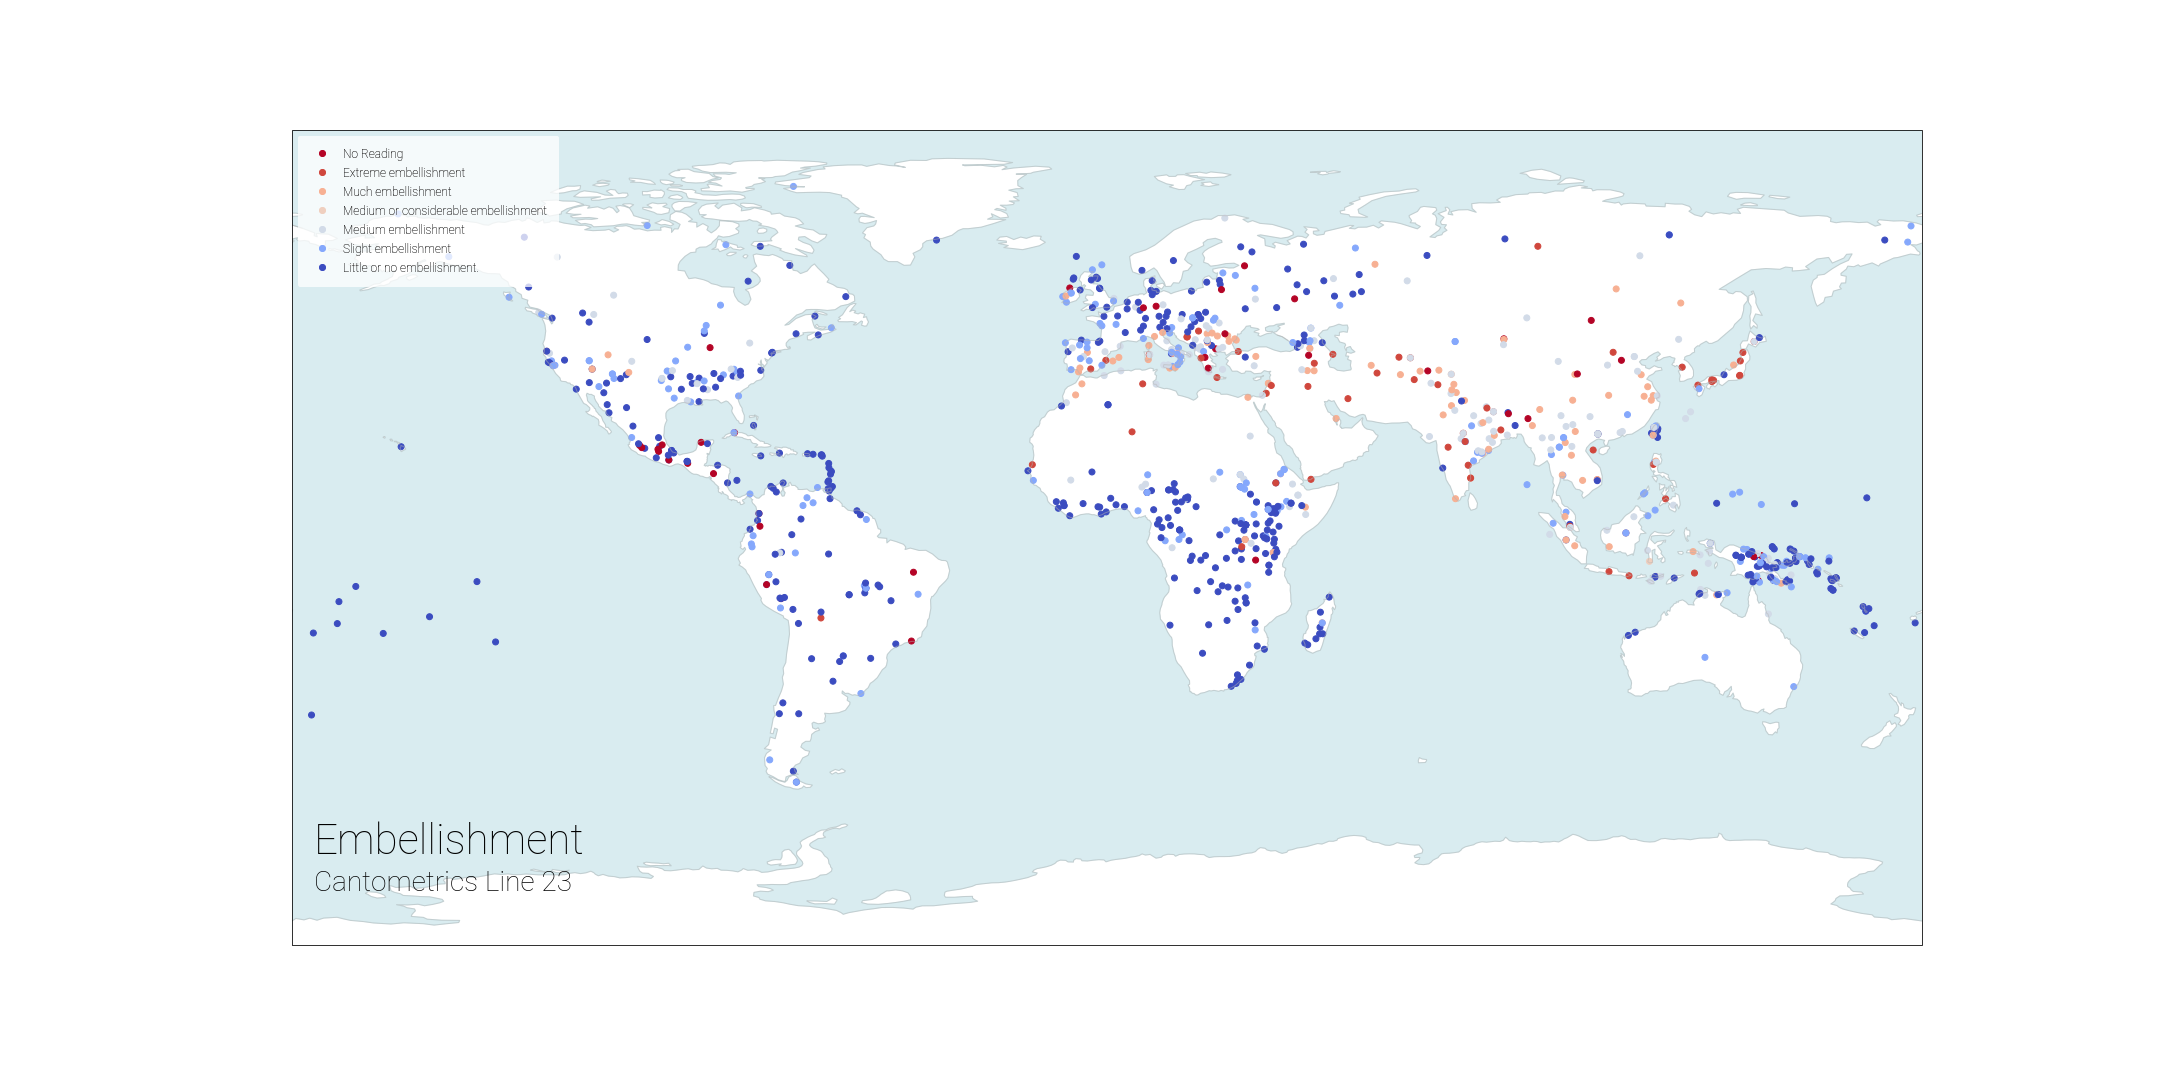 No Reading
Extreme embellishment
Much embellishment
Medium or considerable embellishment
Medium embellishment
Slight embellishment
Little or no embellishment.
Embellishment
Cantometrics Line 23